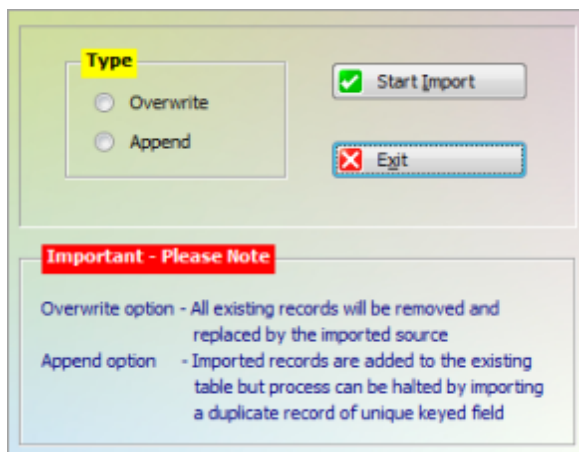 Type
Overwrite
Append
Start Import
Exit
Important - Please Note
Overwrite option - All existing records will be removed and
replaced by the imported source
Append option - Imported records are added to the existing
table but process can be halted by importing
a duplicate record of unique keyed field